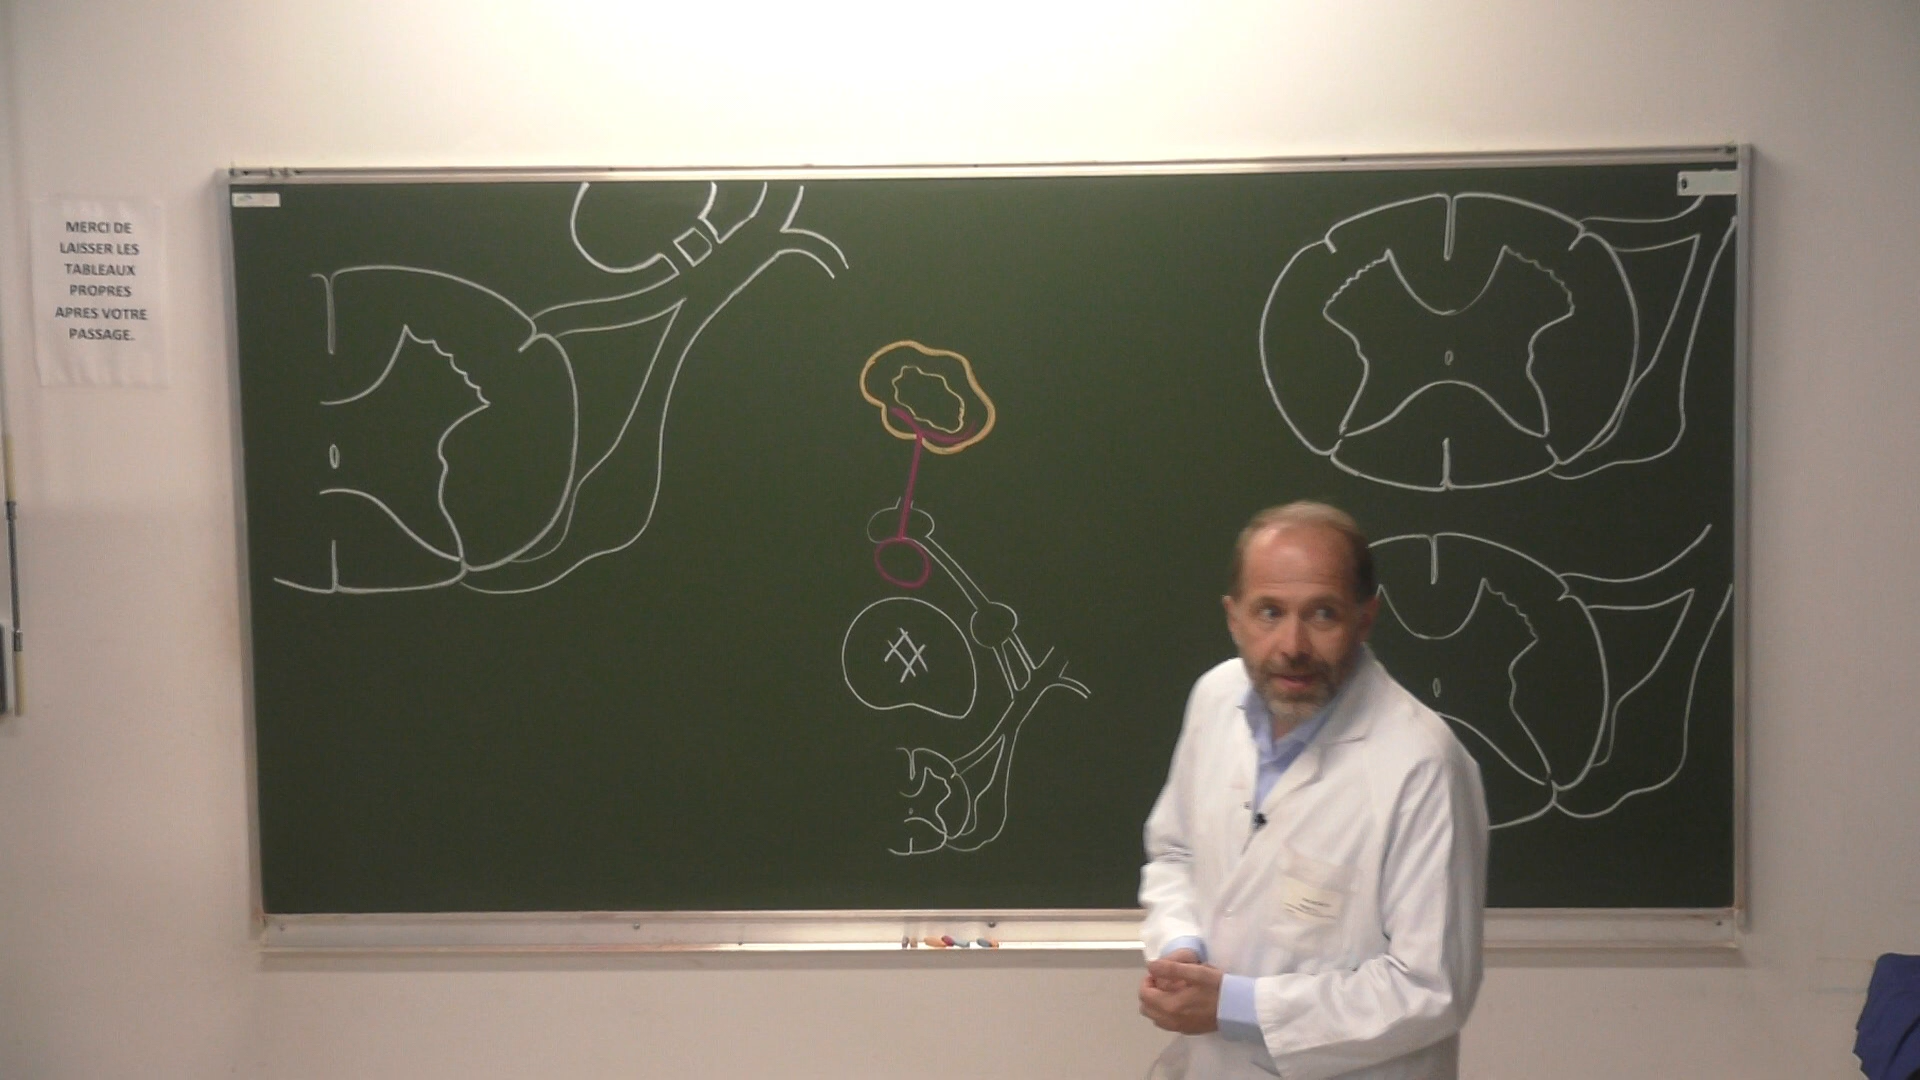 MERCI DE
LAISSER LES
TABLEAUX
PROPRES
APRES VOTRE
PASSAGE.